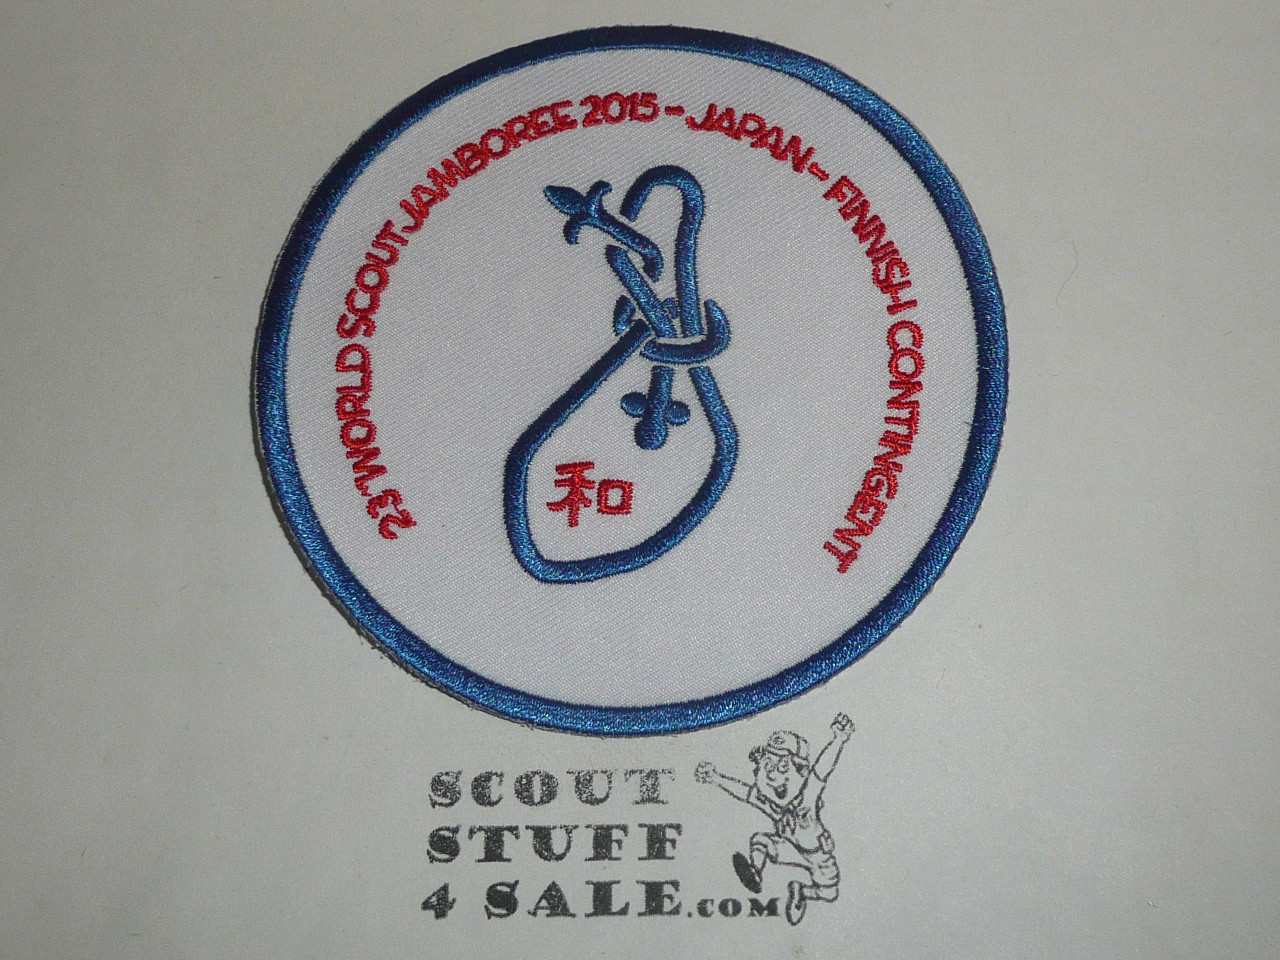 23'WORLD SCOUT JAMBOREE 2015 - JAPAN - FINNISH CONTINGENT
和
SCOUT
STUFF
4 SALE.COM